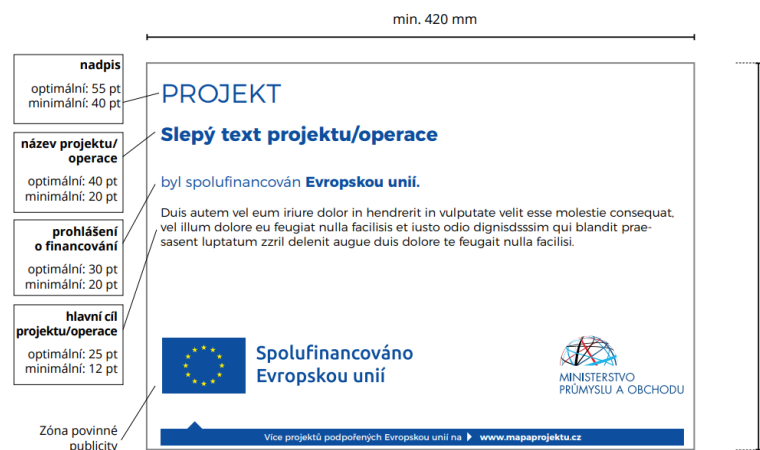 min. 420 mm
nadpis
optimální: 55 pt
minimální: 40 pt
název projektu/
operace
optimální: 40 pt
minimální: 20 pt
prohlášení
o financování
optimální: 30 pt
minimální: 20 pt
hlavní cíl
projektu/operace
optimální: 25 pt
minimální: 12 pt
Zóna povinné
publicity
PROJEKT
Slepý text projektu/operace
byl spolufinancován Evropskou unií.
Duis autem vel eum iriure dolor in hendrerit in vulputate velit esse molestie consequat,
vel illum dolore eu feugiat nulla facilisis et iusto odio dignisdsssim qui blandit prae-
sasent luptatum zzril delenit augue duis dolore te feugait nulla facilisi.
Spolufinancováno
Evropskou unií
MINISTERSTVO
PRŮMYSLU A OBCHODU
Více projektů podpořených Evropskou unií na www.mapaprojektu.cz